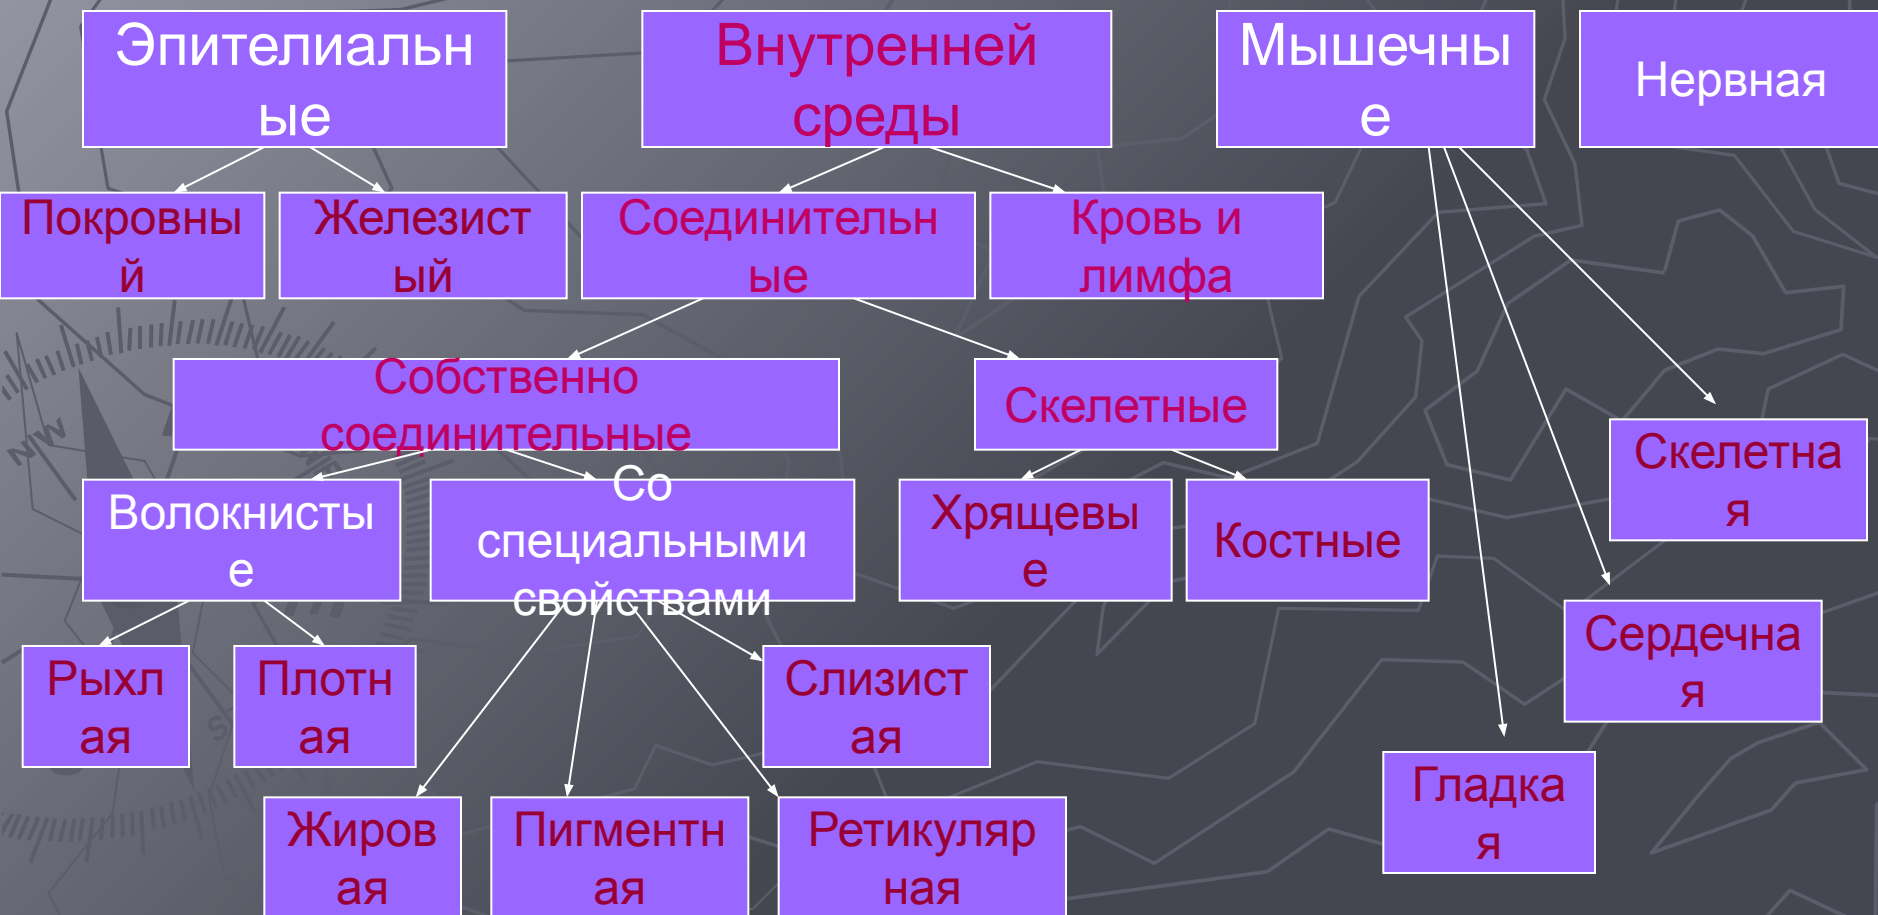 Эпителиальн
ые
Внутренней
среды
Мышечны
е
Нервная
Покровны
й
Железист
ый
Соединительн
ые
Кровь и
лимфа
Собственно
соединительные
Скелетные
Скелетна
я
Волокнисты
е
Со
специальными
свойствами
Хрящевы
е
Костные
Сердечна
я
Рыхл
ая
Плотн
ая
Слизист
ая
Гладка
я
Жиров
ая
Пигментн
ая
Ретикуляр
ная
NW
S